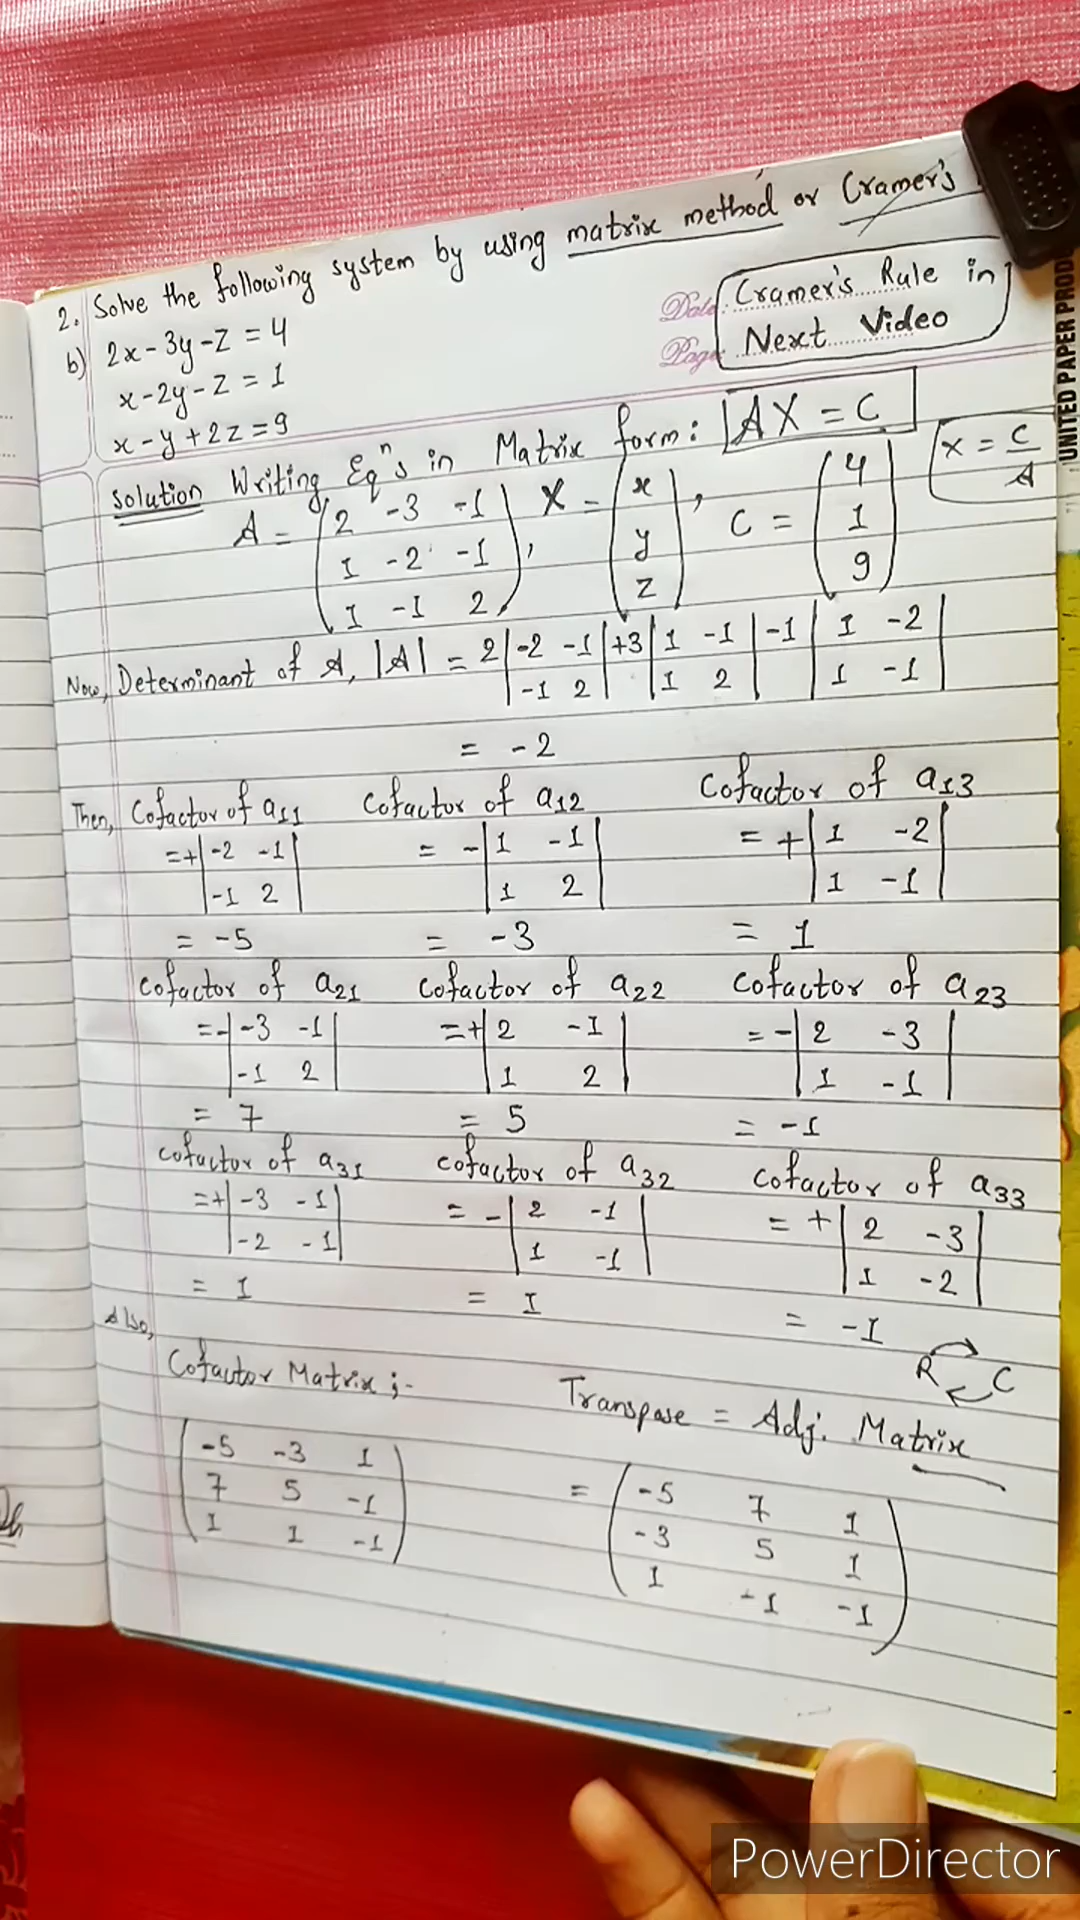 2. Solve the following system by using matrix method or Cramer's
Date: Cramer's Rule in
Page: Next Video
b) 2x - 3y - z = 4
x - 2y - z = 1
x - y + 2z = 9
Solution Writing Eqⁿs in Matrix form: AX = C
X = C/A
A = (2 -3 -1
1 -2 -1
1 -1 2), X = (x
y
z), C = (4
1
9)
Now, Determinant of A, |A| = 2 |-2 -1| +3 |1 -1| -1 |1 -2|
|-1 2| |1 2| |1 -1|
= -2
Then, Cofactor of a11 Cofactor of a12 Cofactor of a13
= + |-2 -1| = - |1 -1| = + |1 -2|
|-1 2| |1 2| |1 -1|
= -5 = -3 = 1
Cofactor of a21 Cofactor of a22 Cofactor of a23
= - |-3 -1| = + |2 -1| = - |2 -3|
|-1 2| |1 2| |1 -1|
= 7 = 5 = -1
Cofactor of a31 Cofactor of a32 Cofactor of a33
= + |-3 -1| = - |2 -1| = + |2 -3|
|-2 -1| |1 -1| |1 -2|
= 1 = 1 = -1
Also,
R C
Cofactor Matrix;- Transpose = Adj. Matrix
(-5 -3 1 = (-5 7 1
7 5 -1 -3 5 1
1 1 -1) 1 -1 -1)
UNITED PAPER PROD
PowerDirector